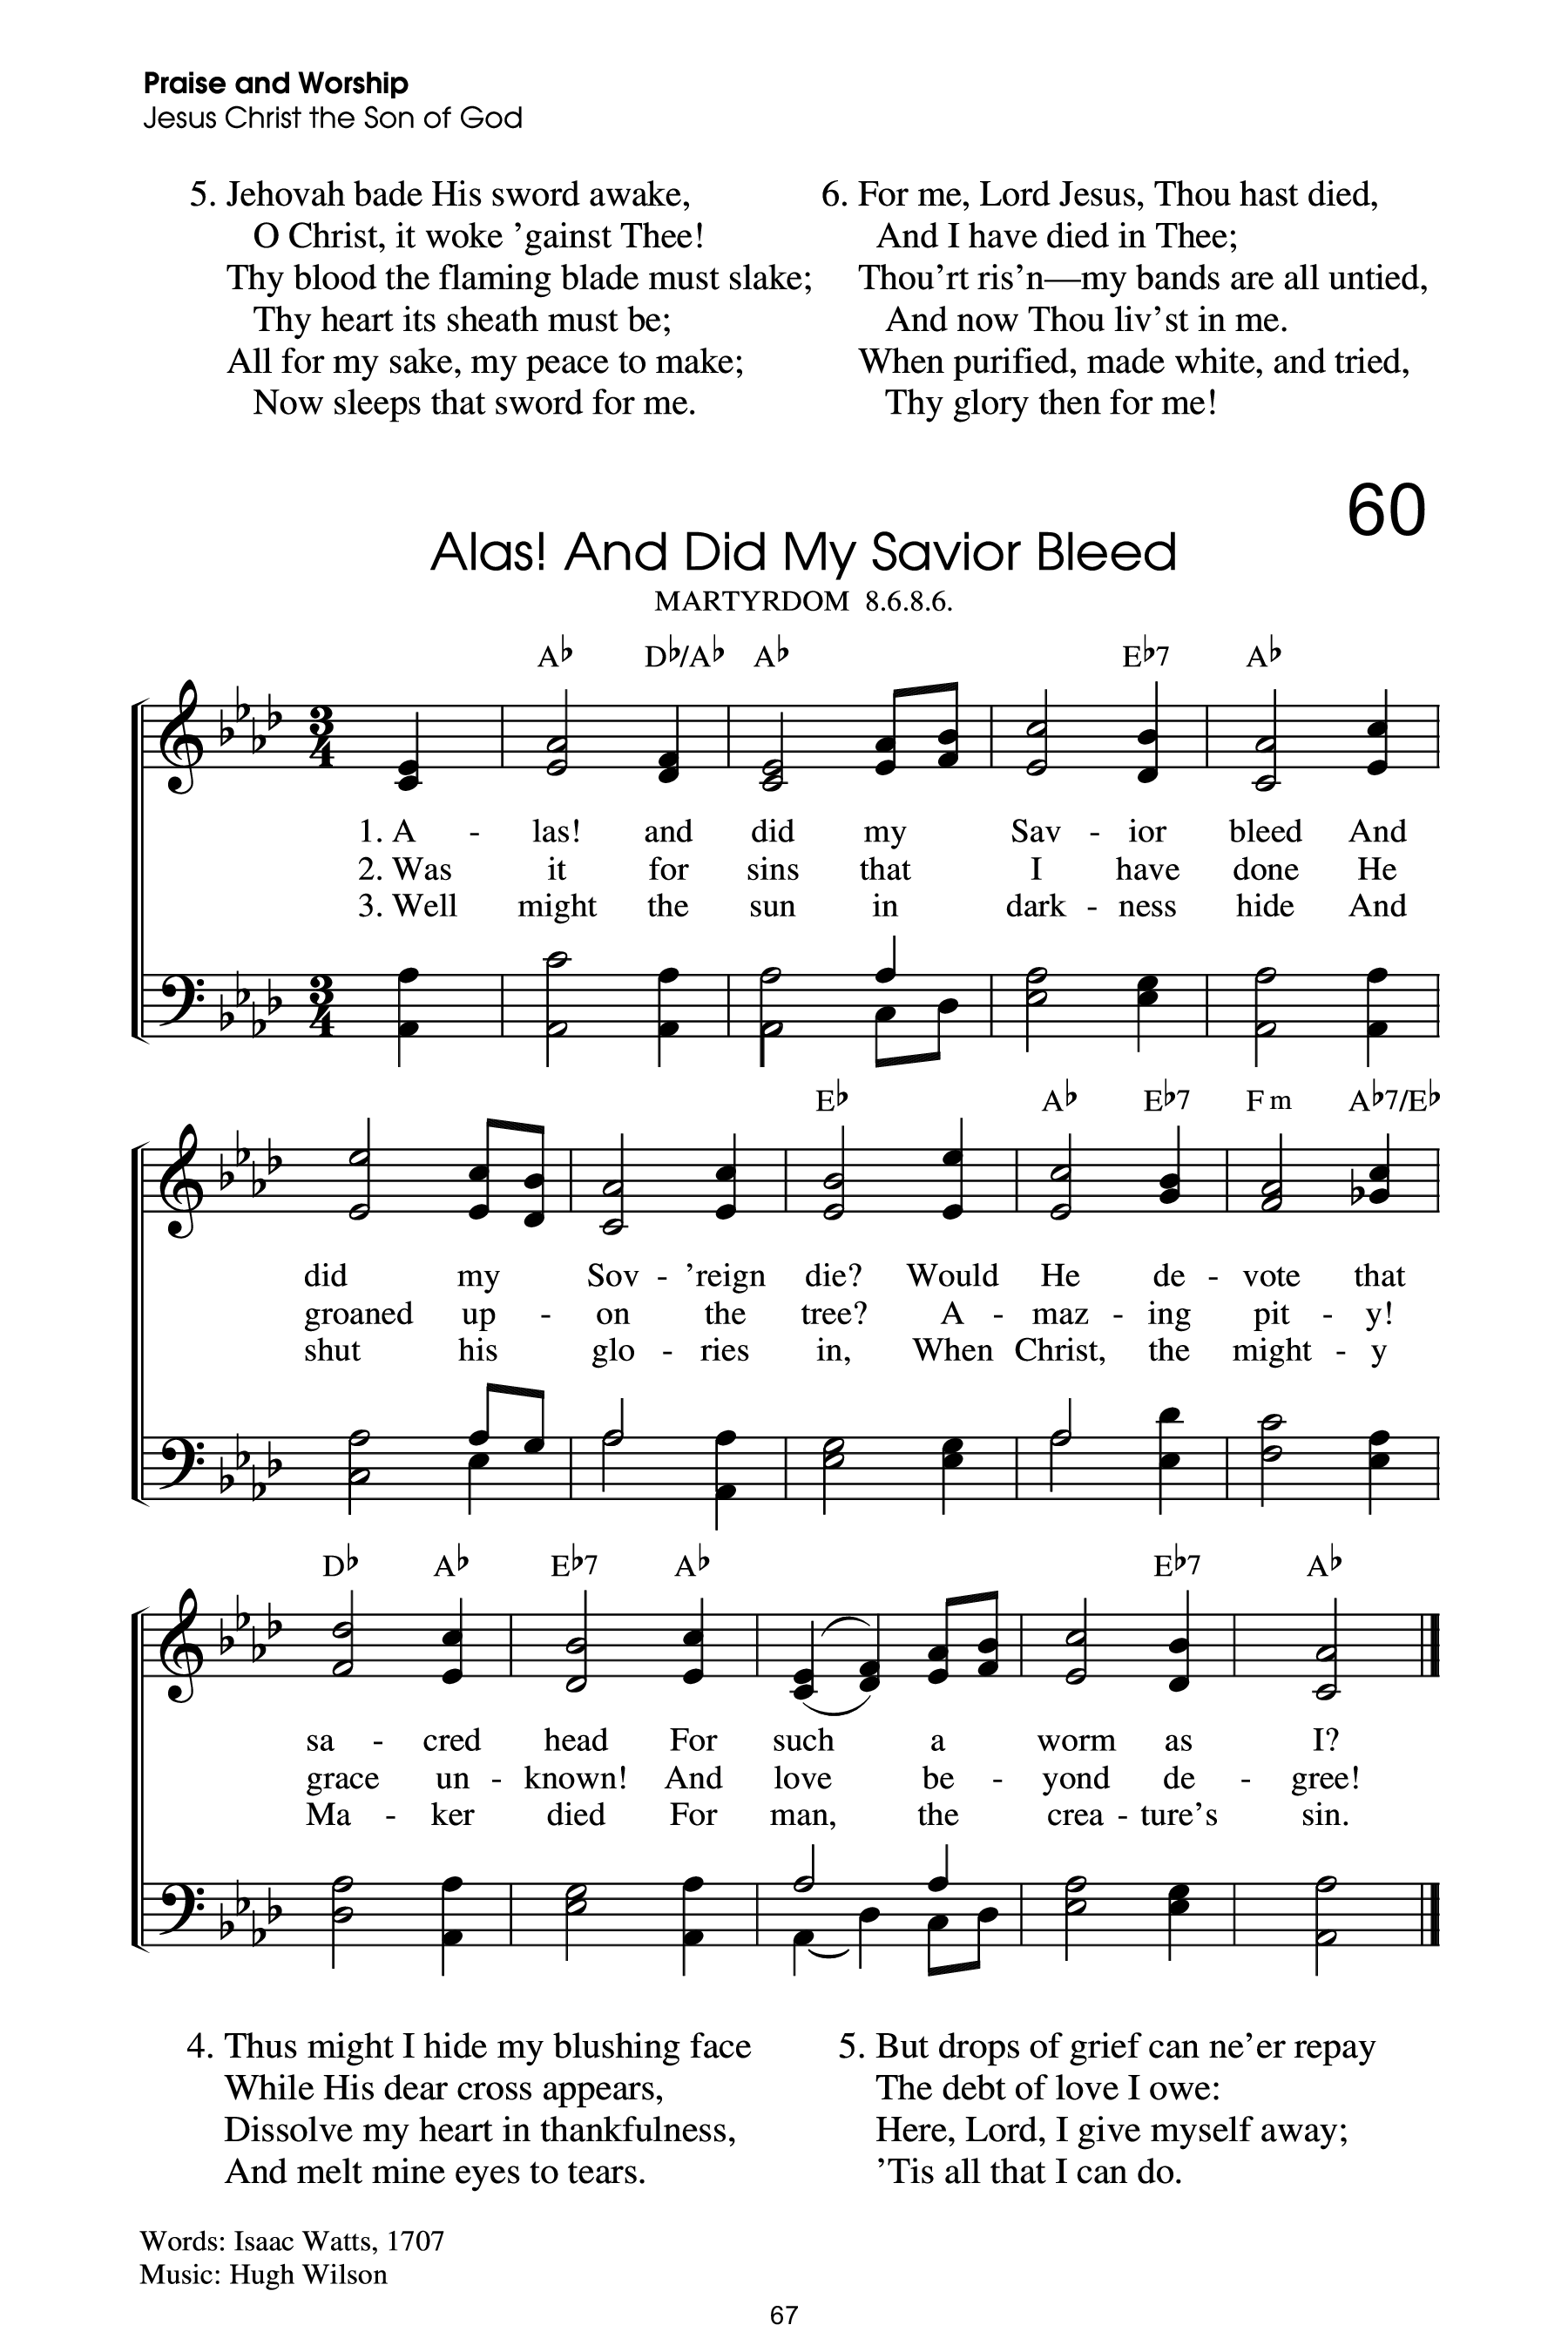 Praise and Worship
Jesus Christ the Son of God
5. Jehovah bade His sword awake,
O Christ, it woke ’gainst Thee!
Thy blood the flaming blade must slake;
Thy heart its sheath must be;
All for my sake, my peace to make;
Now sleeps that sword for me.
6. For me, Lord Jesus, Thou hast died,
And I have died in Thee;
Thou’rt ris’n—my bands are all untied,
And now Thou liv’st in me.
When purified, made white, and tried,
Thy glory then for me!
60
Alas! And Did My Savior Bleed
MARTYRDOM 8.6.8.6.
A♭ D♭/A♭ A♭ E♭7 A♭
3 4
1. A - las! and did my Sav - ior bleed And
2. Was it for sins that I have done He
3. Well might the sun in dark - ness hide And
3 4
E♭ A♭ E♭7 F m A♭7/E♭
did my Sov - ’reign die? Would He de - vote that
groaned up - on the tree? A - maz - ing pit - y!
shut his glo - ries in, When Christ, the might - y
D♭ A♭ E♭7 A♭ E♭7 A♭
sa - cred head For such a worm as I?
grace un - known! And love be - yond de - gree!
Ma - ker died For man, the crea - ture’s sin.
4. Thus might I hide my blushing face
While His dear cross appears,
Dissolve my heart in thankfulness,
And melt mine eyes to tears.
5. But drops of grief can ne’er repay
The debt of love I owe:
Here, Lord, I give myself away;
’Tis all that I can do.
Words: Isaac Watts, 1707
Music: Hugh Wilson
67